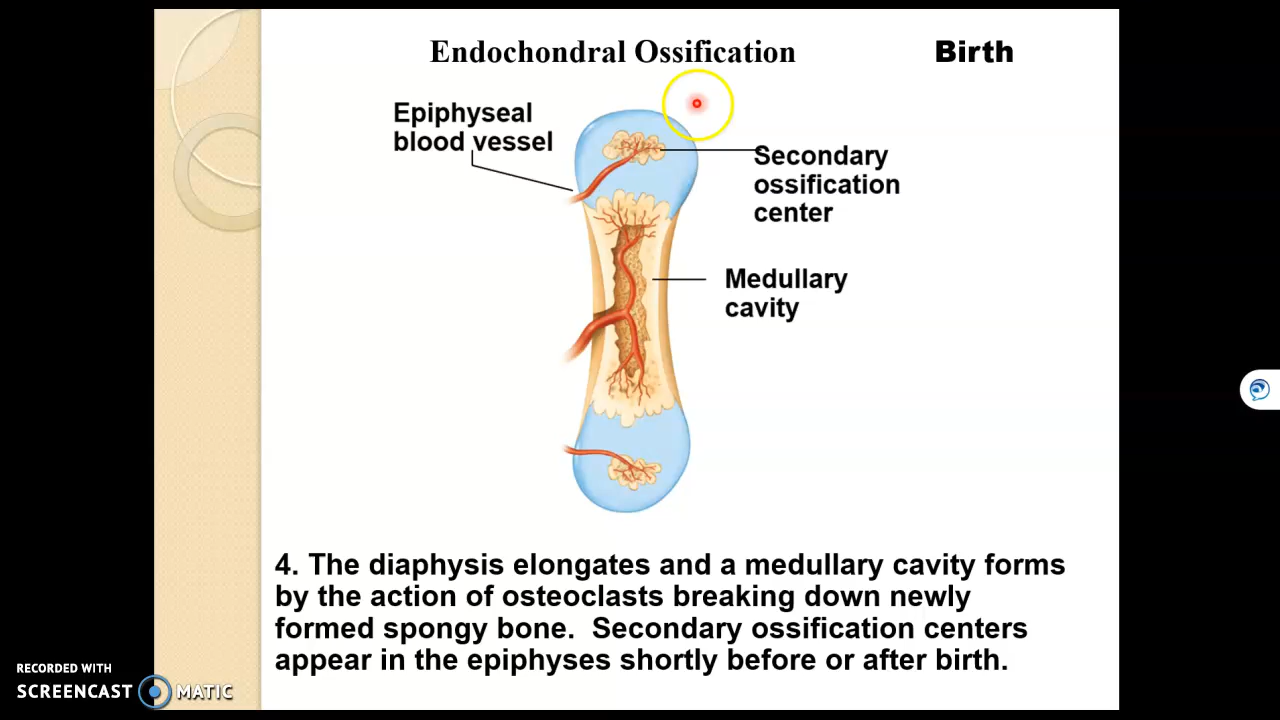 Endochondral Ossification
Birth
Epiphyseal
blood vessel
Secondary
ossification
center
Medullary
cavity
4. The diaphysis elongates and a medullary cavity forms
by the action of osteoclasts breaking down newly
formed spongy bone. Secondary ossification centers
appear in the epiphyses shortly before or after birth.
RECORDED WITH
SCREENCAST MATIC